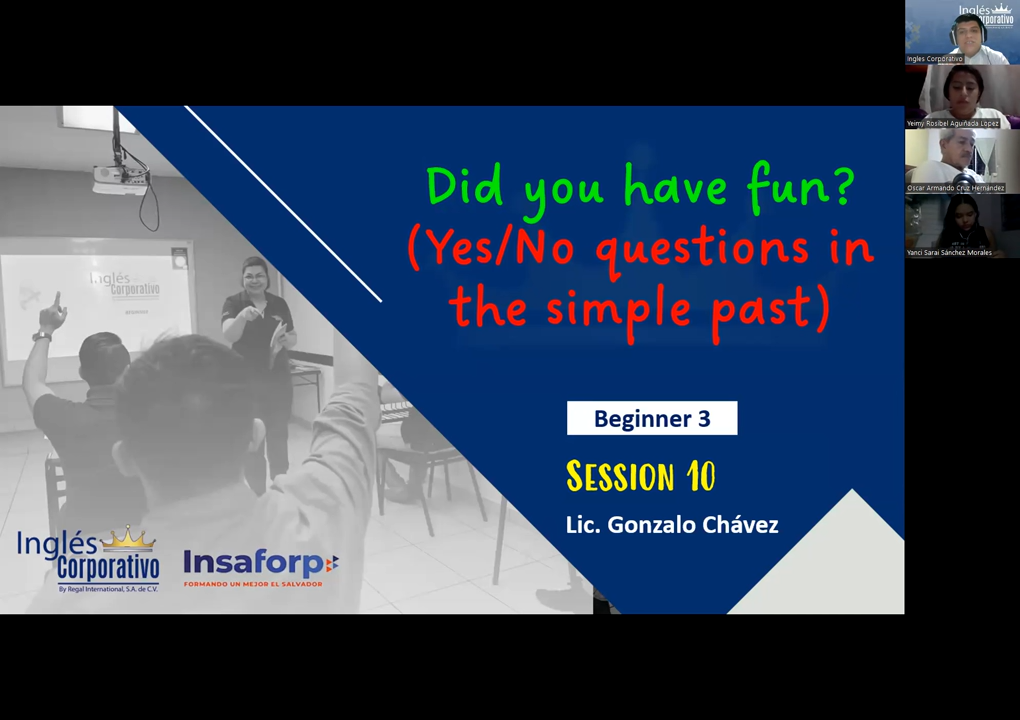 Did you have fun?
(Yes/No questions in
the simple past)
Beginner 3
SESSION 10
Lic. Gonzalo Chávez
Inglés
Corporativo
Inglés
Corporativo
By Regal International, S.A. de C.V.
Insaforp
FORMANDO UN MEJOR EL SALVADOR
Inglés
Corporativo
Ingles Corporativo
Yeimy Rosibel Aguiñada Lopez
Oscar Armando Cruz Hernández
Yanci Sarai Sánchez Morales